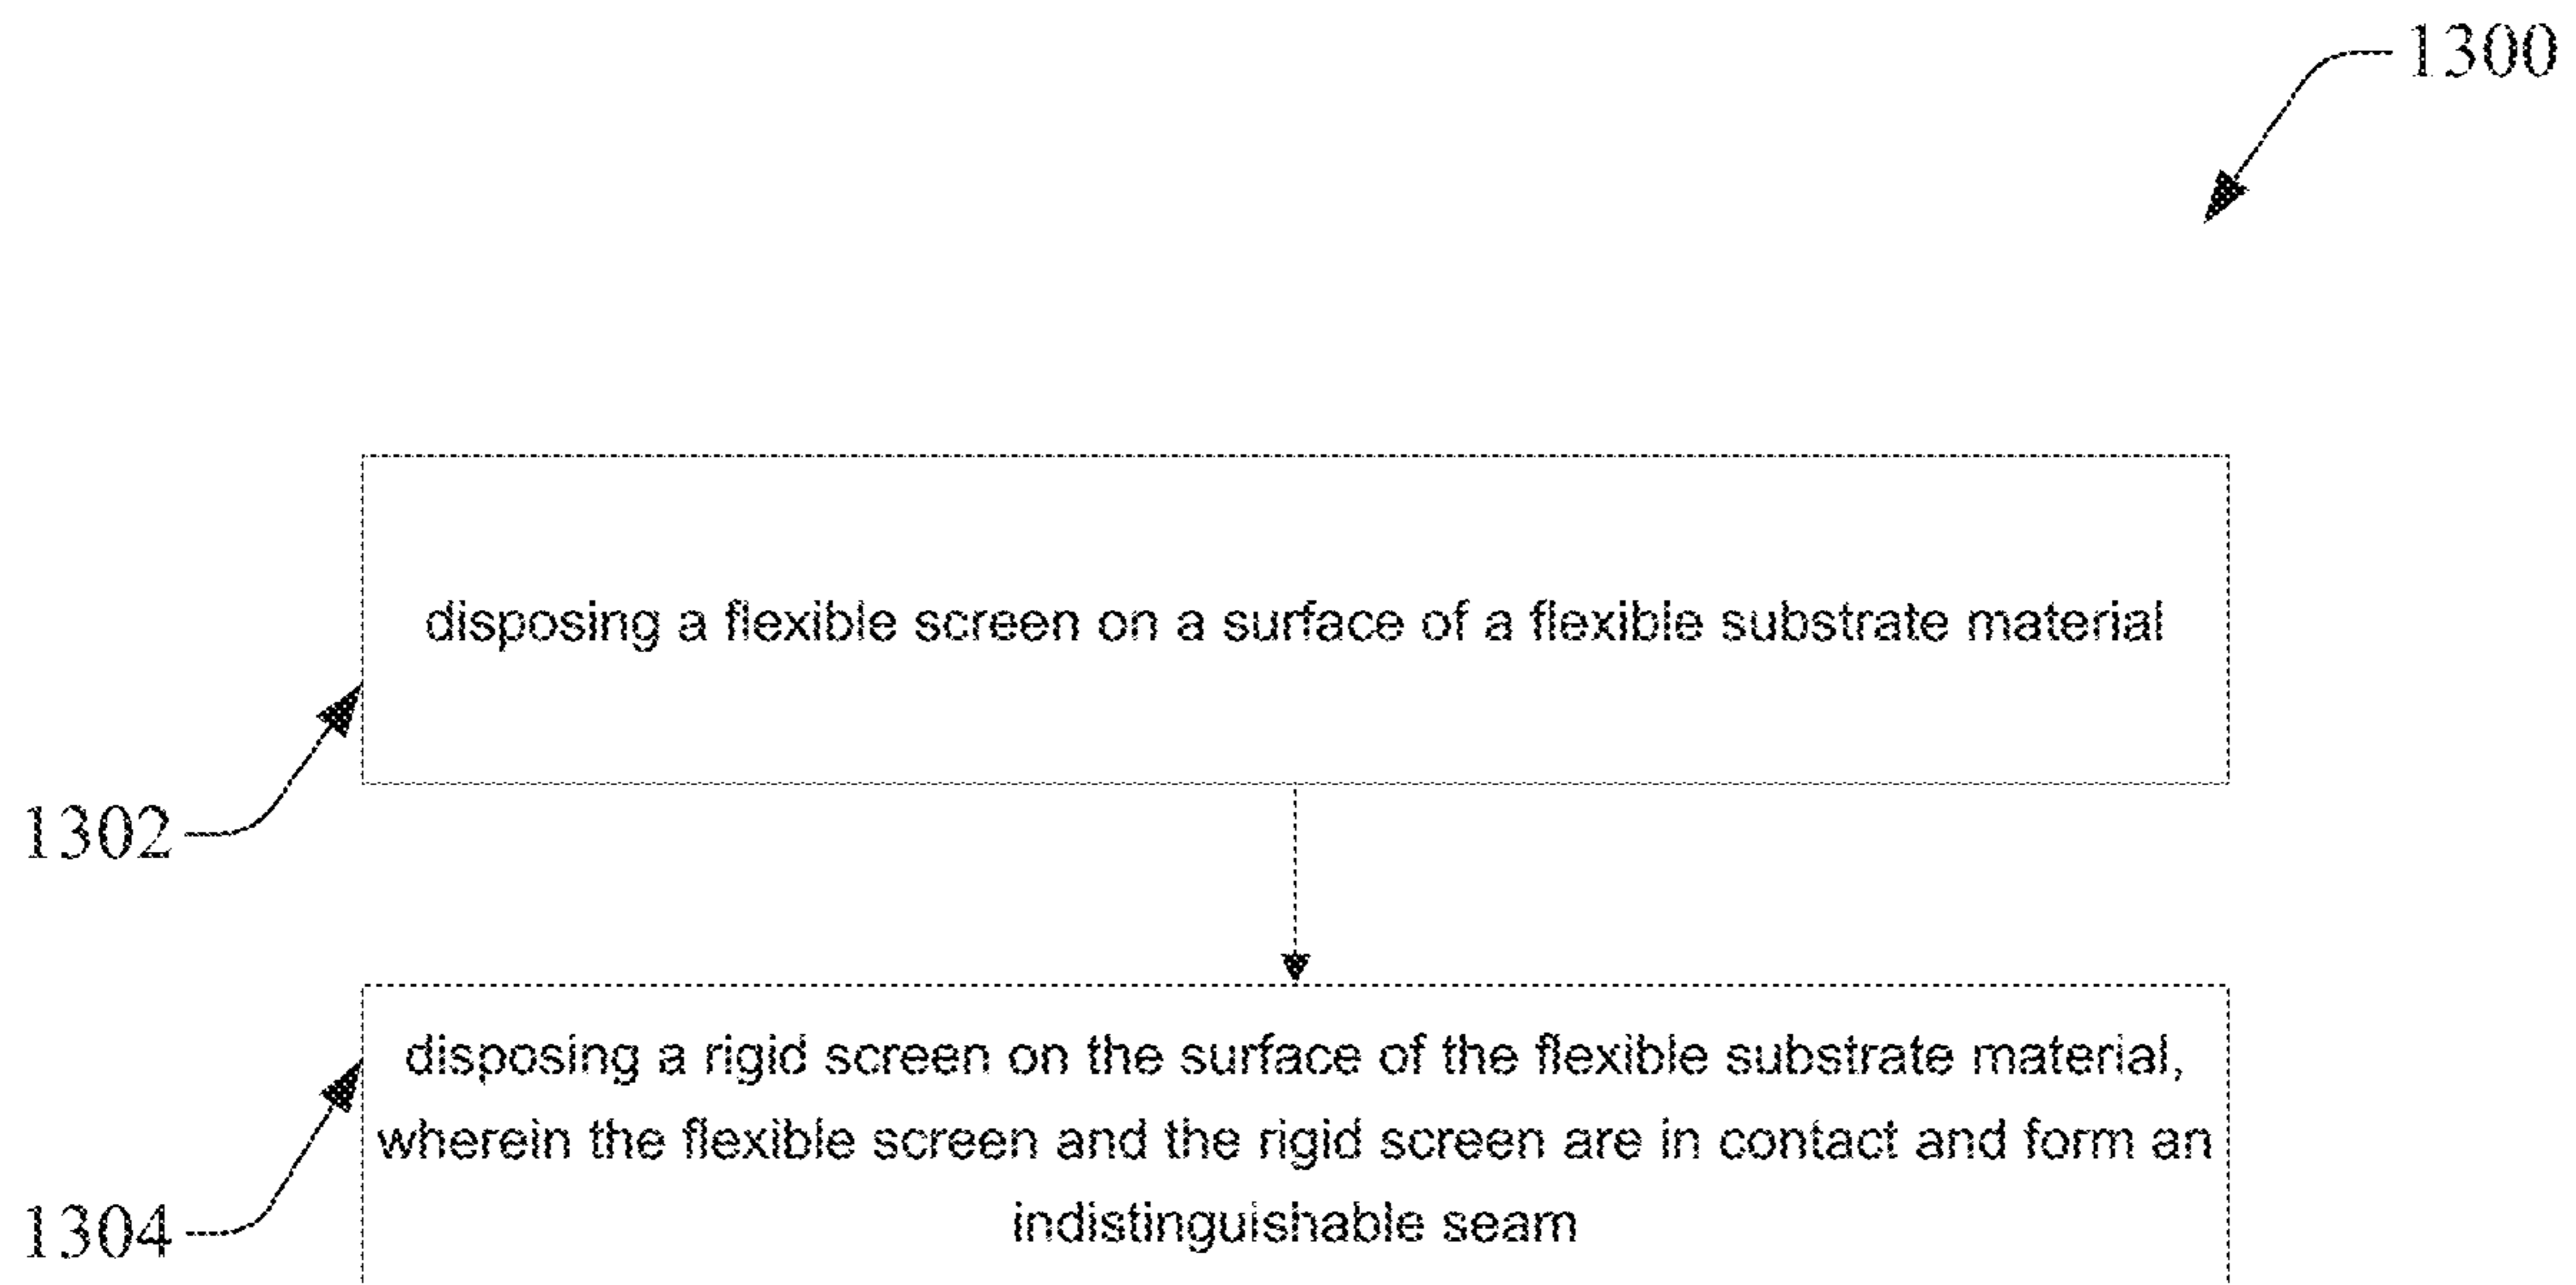 1300
disposing a flexible screen on a surface of a flexible substrate material
1302
disposing a rigid screen on the surface of the flexible substrate material,
wherein the flexible screen and the rigid screen are in contact and form an
indistinguishable seam
1304